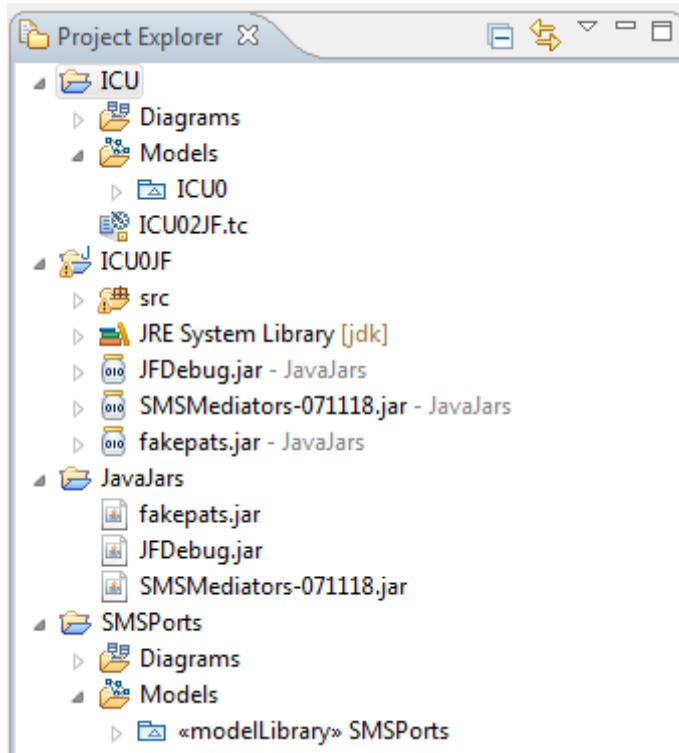 Project Explorer
ICU
Diagrams
Models
ICU0
ICU02JF.tc
ICU0JF
src
JRE System Library [jdk]
JFDebug.jar - JavaJars
SMSMediators-071118.jar - JavaJars
fakepats.jar - JavaJars
JavaJars
fakepats.jar
JFDebug.jar
SMSMediators-071118.jar
SMSPorts
Diagrams
Models
«modelLibrary» SMSPorts